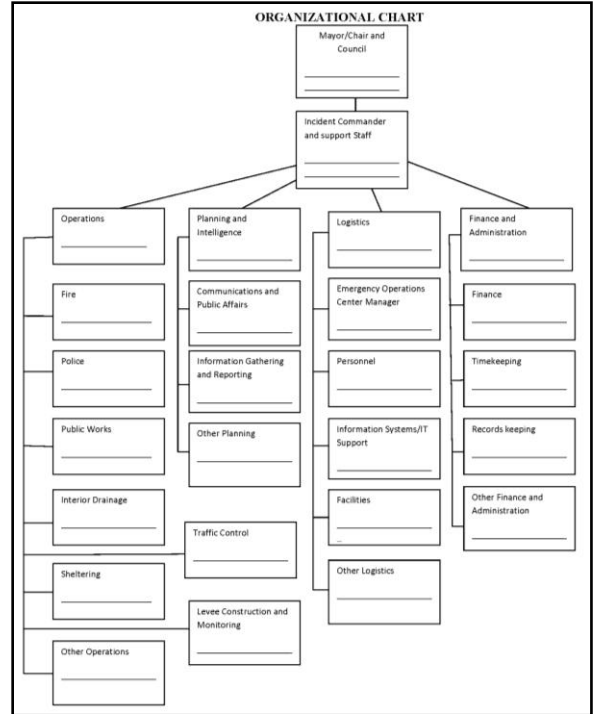 ORGANIZATIONAL CHART
Mayor/Chair and
Council
Incident Commander
and support Staff
Operations
Planning and
Intelligence
Logistics
Finance and
Administration
Fire
Communications and
Public Affairs
Emergency Operations
Center Manager
Finance
Police
Information Gathering
and Reporting
Personnel
Timekeeping
Public Works
Other Planning
Information Systems/IT
Support
Records keeping
Interior Drainage
Facilities
Other Finance and
Administration
Traffic Control
Sheltering
Other Logistics
Levee Construction and
Monitoring
Other Operations